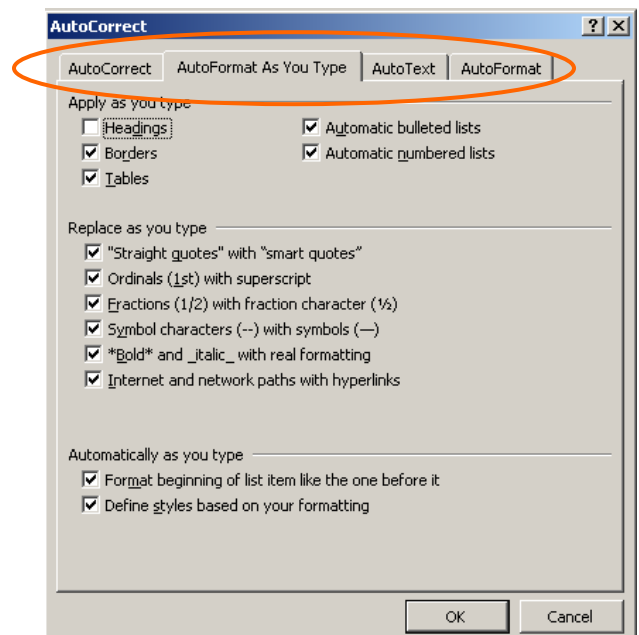 AutoCorrect
AutoCorrect AutoFormat As You Type AutoText AutoFormat
Apply as you type
Headings Automatic bulleted lists
Borders Automatic numbered lists
Tables
Replace as you type
"Straight quotes" with “smart quotes”
Ordinals (1st) with superscript
Fractions (1/2) with fraction character (½)
Symbol characters (--) with symbols (—)
*Bold* and _italic_ with real formatting
Internet and network paths with hyperlinks
Automatically as you type
Format beginning of list item like the one before it
Define styles based on your formatting
OK Cancel